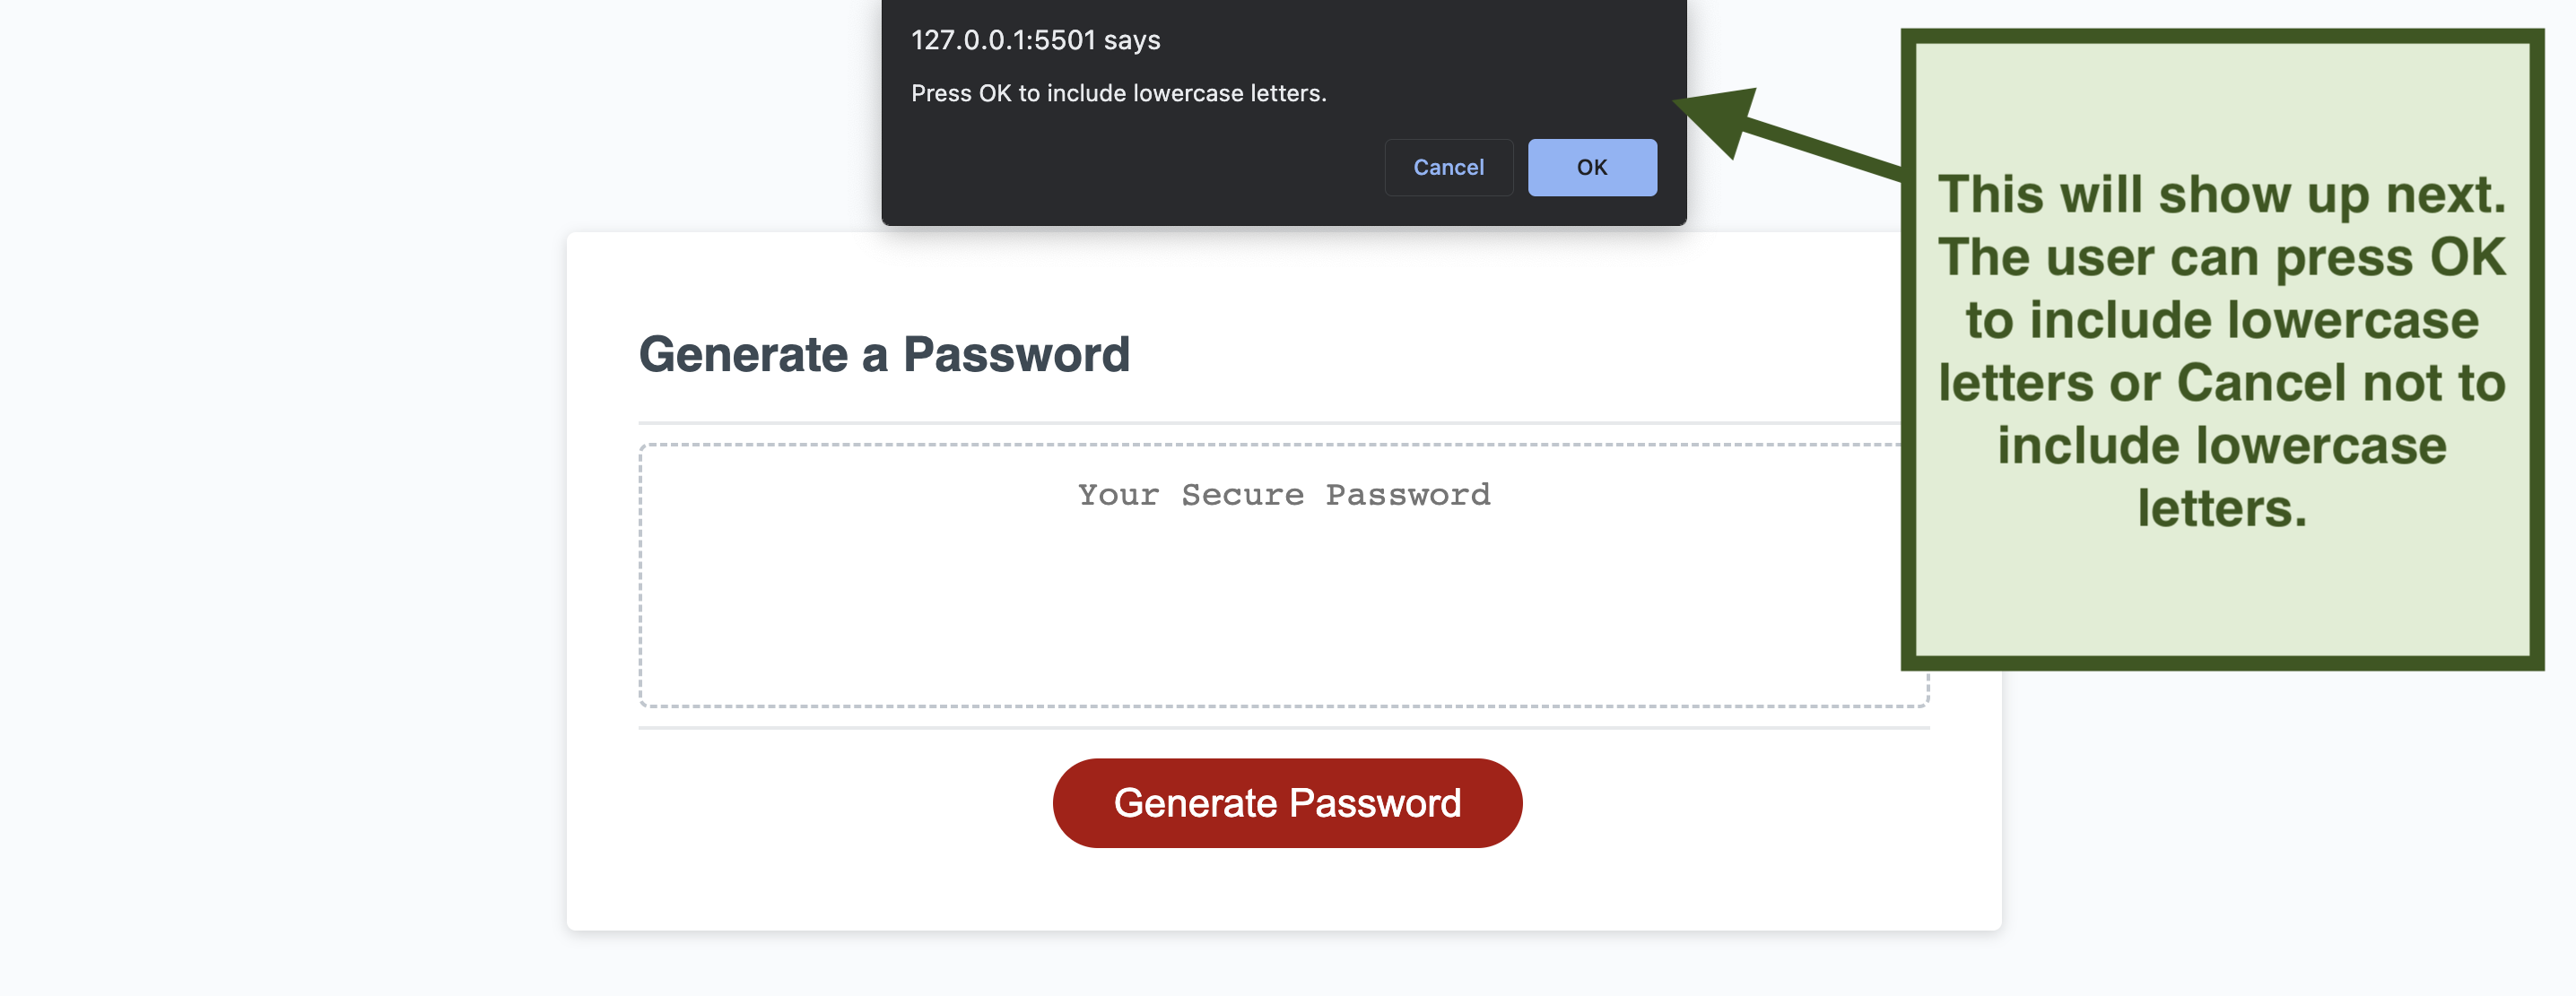 127.0.0.1:5501 says
Press OK to include lowercase letters.
Cancel
OK
This will show up next.
The user can press OK
to include lowercase
letters or Cancel not to
include lowercase
letters.
Generate a Password
Your Secure Password
Generate Password